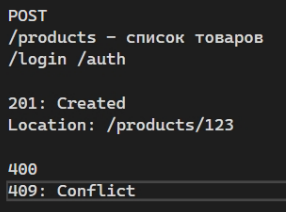 POST
/products – список товаров
/login /auth
201: Created
Location: /products/123
400
409: Conflict